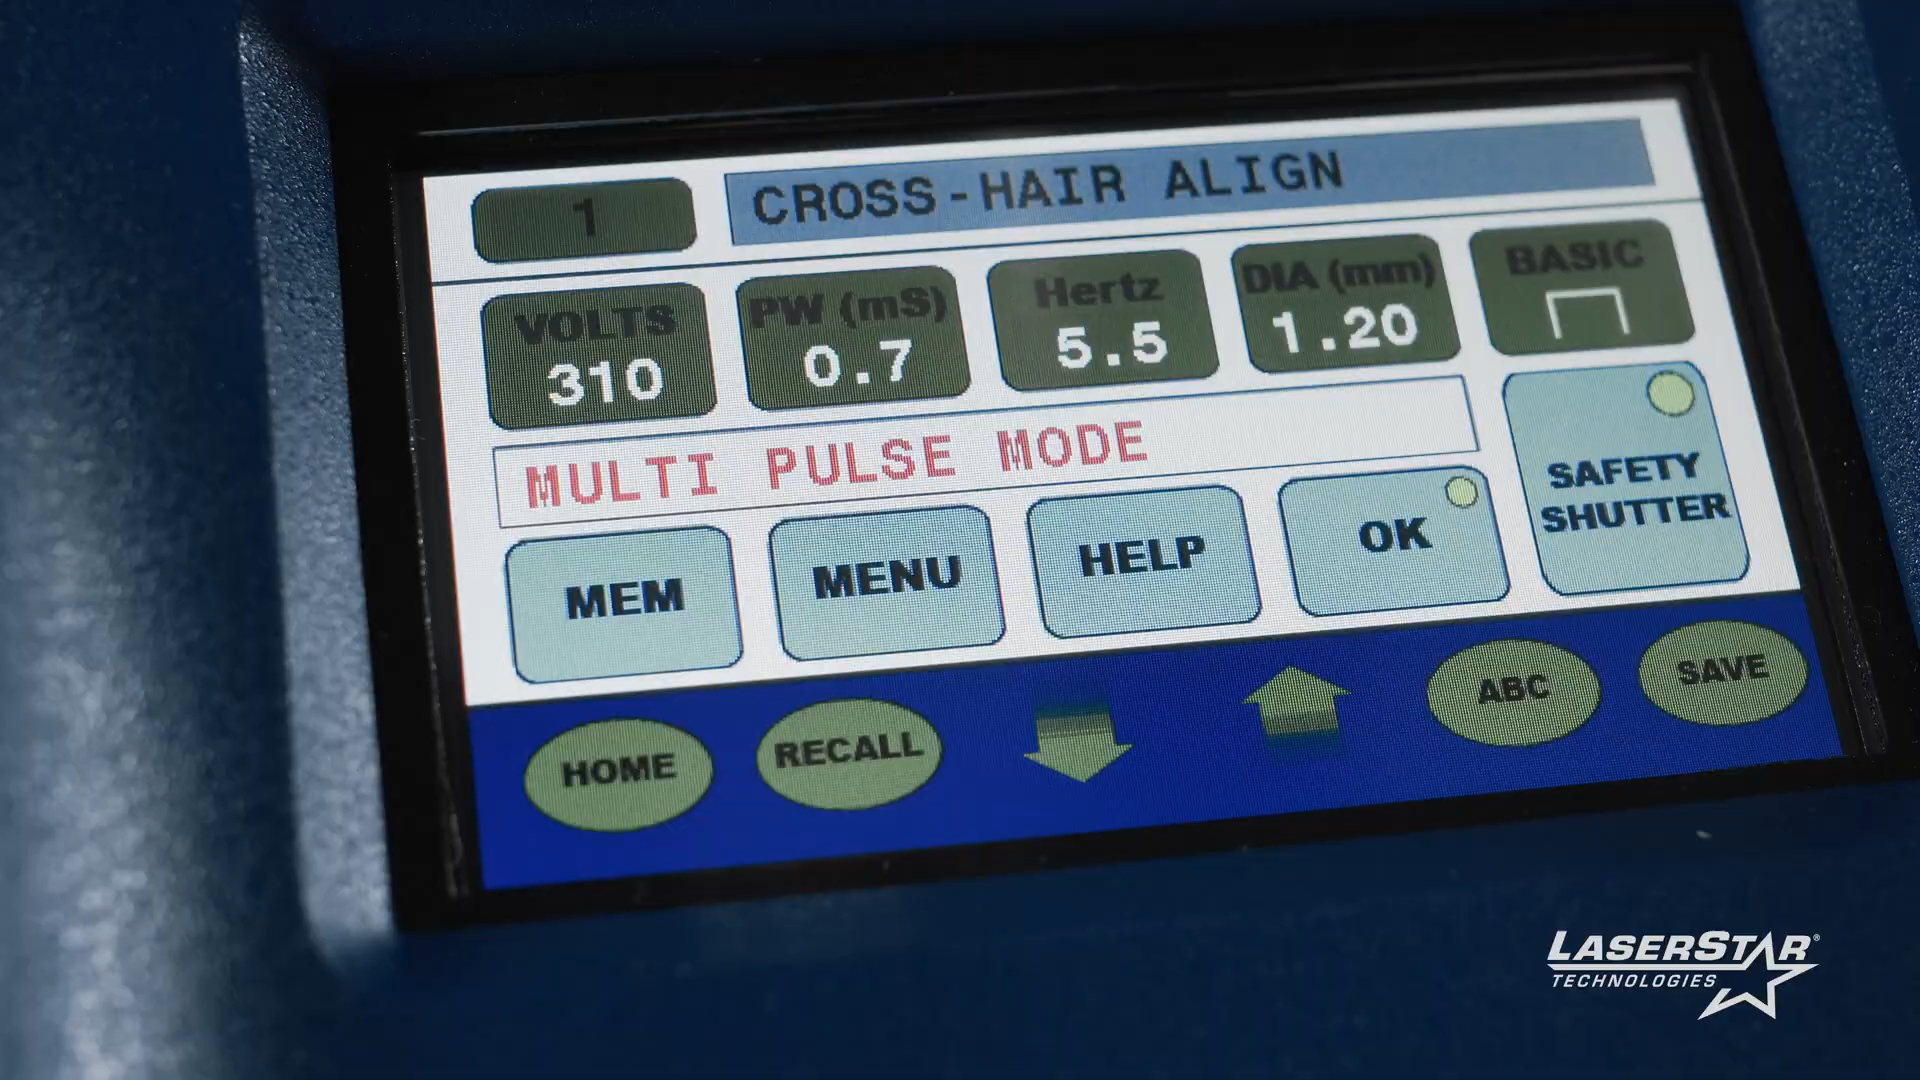 1
CROSS-HAIR ALIGN
VOLTS
310
PW (mS)
0.7
Hertz
5.5
DIA (mm)
1.20
BASIC
MULTI PULSE MODE
MEM
MENU
HELP
OK
SAFETY
SHUTTER
HOME
RECALL
ABC
SAVE
LASERSTAR®
TECHNOLOGIES